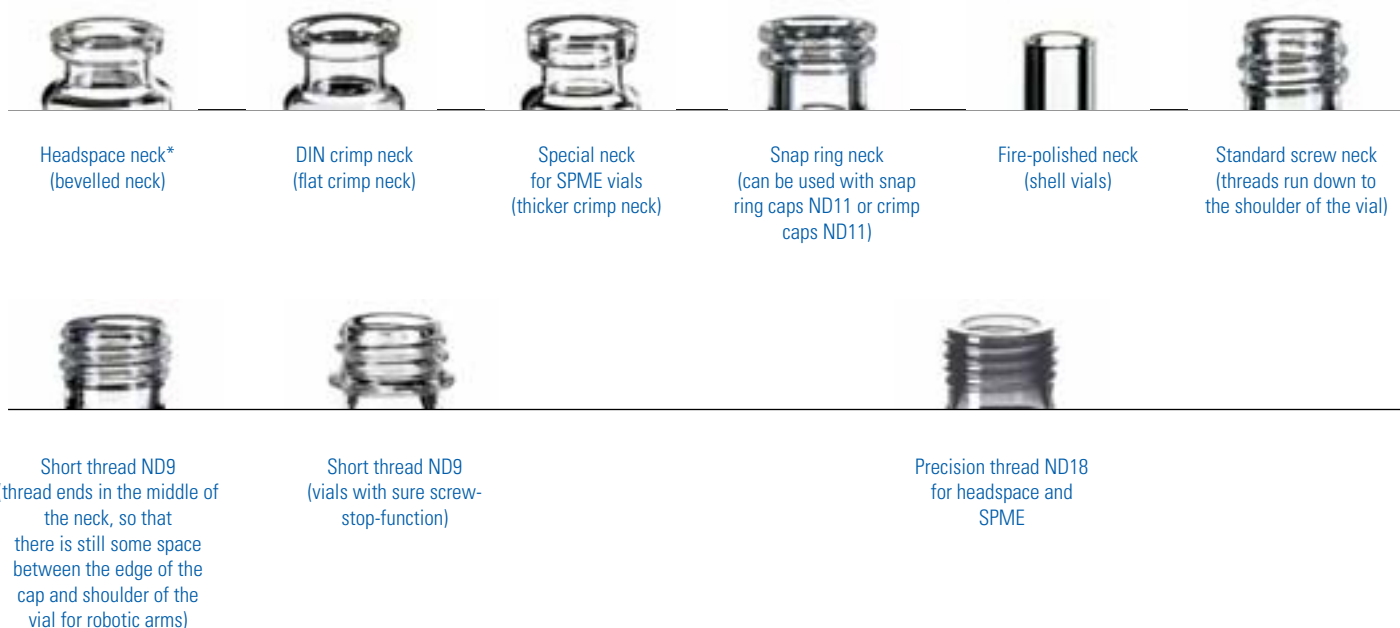 Headspace neck*
(bevelled neck)
DIN crimp neck
(flat crimp neck)
Special neck
for SPME vials
(thicker crimp neck)
Snap ring neck
(can be used with snap
ring caps ND11 or crimp
caps ND11)
Fire-polished neck
(shell vials)
Standard screw neck
(threads run down to
the shoulder of the vial)
Short thread ND9
(thread ends in the middle of
the neck, so that
there is still some space
between the edge of the
cap and shoulder of the
vial for robotic arms)
Short thread ND9
(vials with sure screw-
stop-function)
Precision thread ND18
for headspace and
SPME